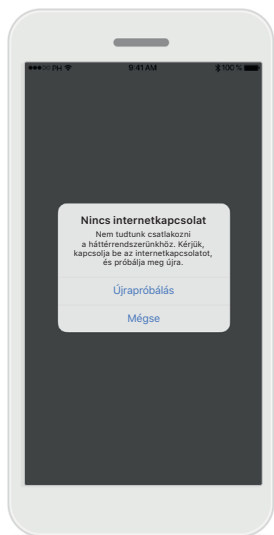 PH 9:41 AM 100 %
Nincs internetkapcsolat
Nem tudtunk csatlakozni
a háttérrendszerünkhöz. Kérjük,
kapcsolja be az internetkapcsolatot,
és próbálja meg újra.
Újrapróbálás
Mégse